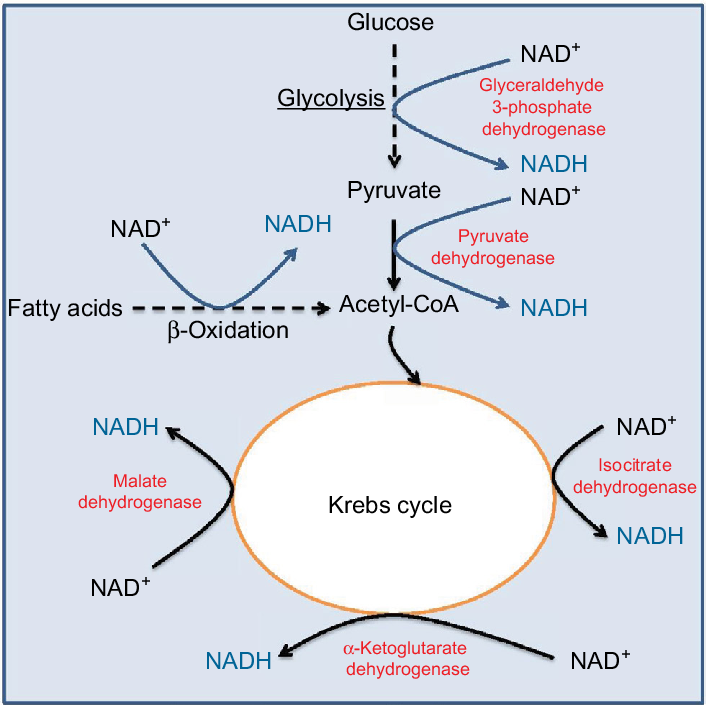 Glucose
NAD⁺
Glycolysis
Glyceraldehyde
3-phosphate
dehydrogenase
NADH
Pyruvate
NAD⁺
NAD⁺
NADH
Pyruvate
dehydrogenase
Fatty acids
Acetyl-CoA
NADH
β-Oxidation
NADH
NAD⁺
Malate
dehydrogenase
Isocitrate
dehydrogenase
Krebs cycle
NADH
NAD⁺
α-Ketoglutarate
dehydrogenase
NADH
NAD⁺